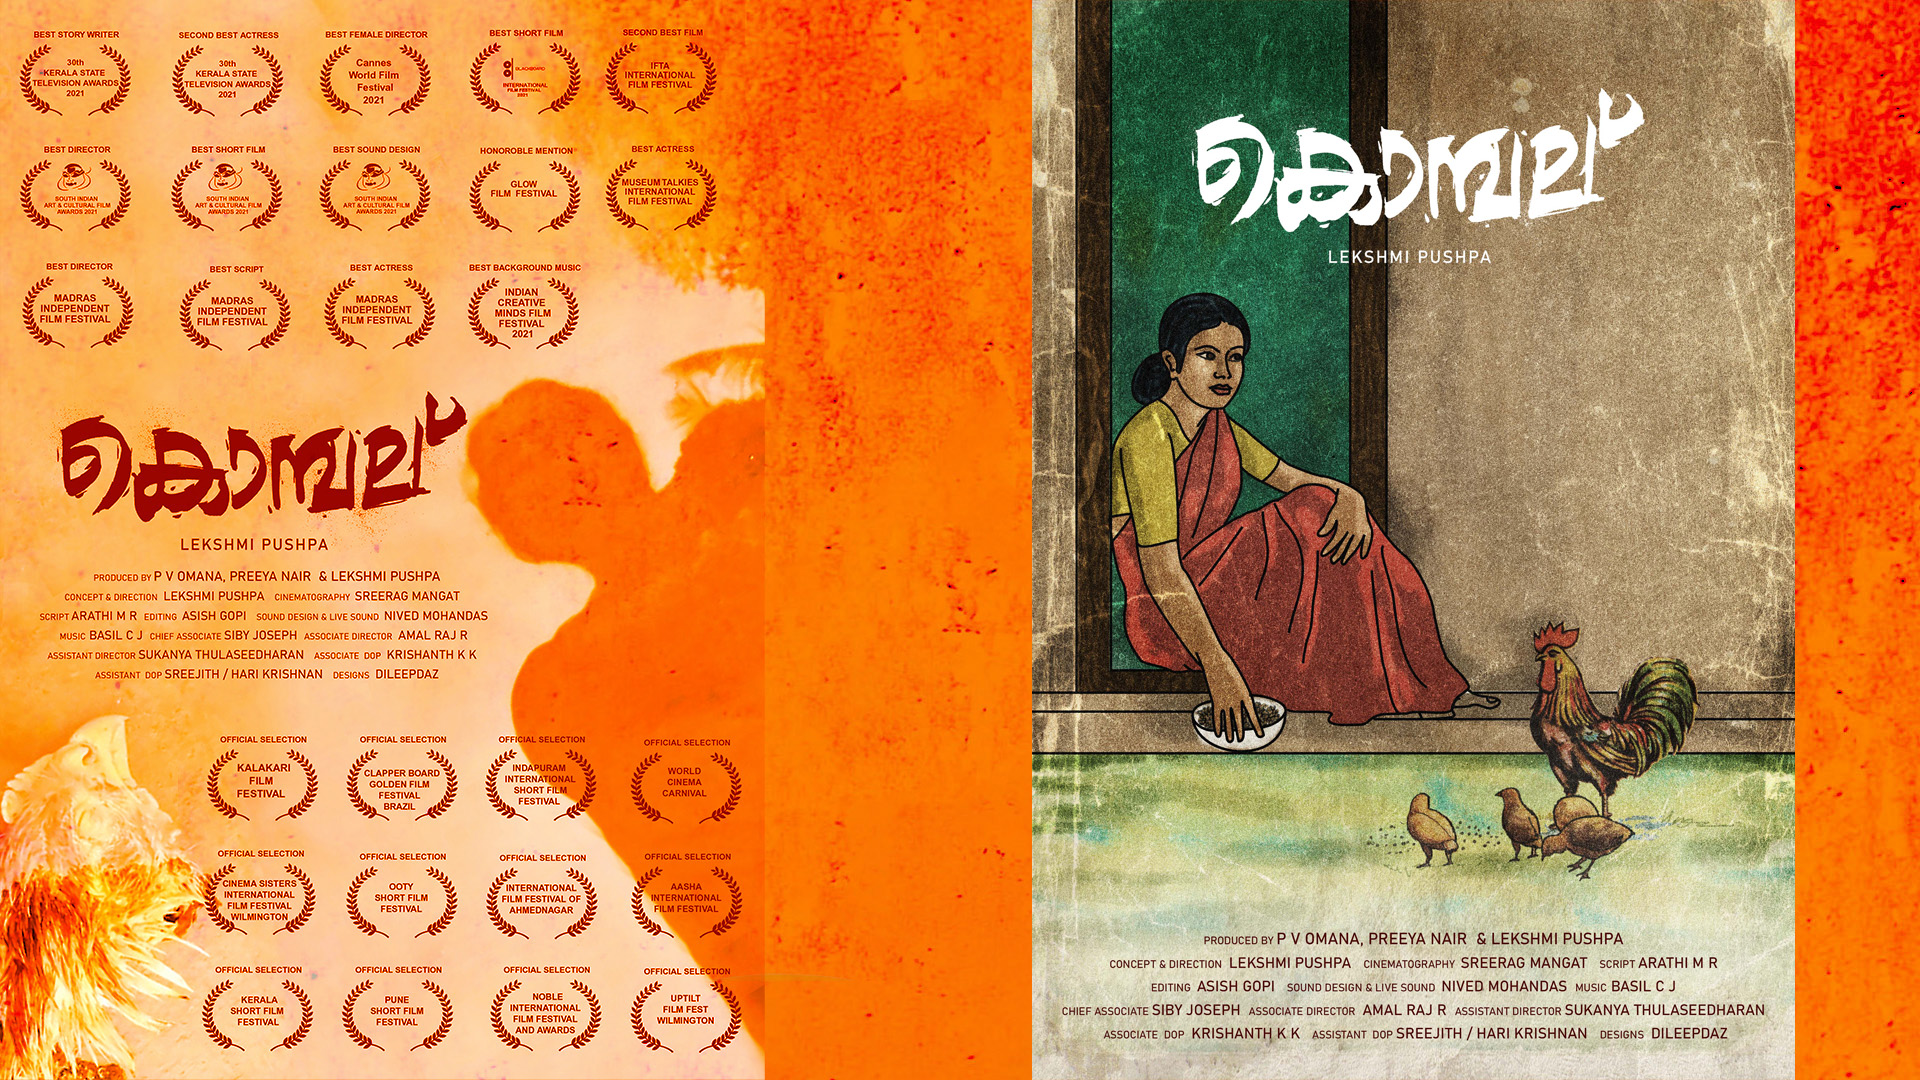 BEST STORY WRITER
30th
KERALA STATE
TELEVISION AWARDS
2021
SECOND BEST ACTRESS
30th
KERALA STATE
TELEVISION AWARDS
2021
BEST FEMALE DIRECTOR
Cannes
World Film
Festival
2021
BEST SHORT FILM
BLACKBOARD
INTERNATIONAL
FILM FESTIVAL
2021
SECOND BEST FILM
IFTA
INTERNATIONAL
FILM FESTIVAL
BEST DIRECTOR
SOUTH INDIAN
ART & CULTURAL FILM
AWARDS 2021
BEST SHORT FILM
SOUTH INDIAN
ART & CULTURAL FILM
AWARDS 2021
BEST SOUND DESIGN
SOUTH INDIAN
ART & CULTURAL FILM
AWARDS 2021
HONOROBLE MENTION
GLOW
FILM FESTIVAL
BEST ACTRESS
MUSEUM TALKIES
INTERNATIONAL
FILM FESTIVAL
BEST DIRECTOR
MADRAS
INDEPENDENT
FILM FESTIVAL
BEST SCRIPT
MADRAS
INDEPENDENT
FILM FESTIVAL
BEST ACTRESS
MADRAS
INDEPENDENT
FILM FESTIVAL
BEST BACKGROUND MUSIC
INDIAN
CREATIVE
MINDS FILM
FESTIVAL
2021
കൊമ്പല്
LEKSHMI PUSHPA
PRODUCED BY P V OMANA, PREEYA NAIR & LEKSHMI PUSHPA
CONCEPT & DIRECTION LEKSHMI PUSHPA CINEMATOGRAPHY SREERAG MANGAT
SCRIPT ARATHI M R EDITING ASISH GOPI SOUND DESIGN & LIVE SOUND NIVED MOHANDAS
MUSIC BASIL C J CHIEF ASSOCIATE SIBY JOSEPH ASSOCIATE DIRECTOR AMAL RAJ R
ASSISTANT DIRECTOR SUKANYA THULASEEDHARAN ASSOCIATE DOP KRISHANTH K K
ASSISTANT DOP SREEJITH / HARI KRISHNAN DESIGNS DILEEPDAZ
OFFICIAL SELECTION
KALAKARI
FILM
FESTIVAL
OFFICIAL SELECTION
CLAPPER BOARD
GOLDEN FILM
FESTIVAL
BRAZIL
OFFICIAL SELECTION
INDAPURAM
INTERNATIONAL
SHORT FILM
FESTIVAL
OFFICIAL SELECTION
WORLD
CINEMA
CARNIVAL
OFFICIAL SELECTION
CINEMA SISTERS
INTERNATIONAL
FILM FESTIVAL
WILMINGTON
OFFICIAL SELECTION
OOTY
SHORT FILM
FESTIVAL
OFFICIAL SELECTION
INTERNATIONAL
FILM FESTIVAL OF
AHMEDNAGAR
OFFICIAL SELECTION
AASHA
INTERNATIONAL
FILM FESTIVAL
OFFICIAL SELECTION
KERALA
SHORT FILM
FESTIVAL
OFFICIAL SELECTION
PUNE
SHORT FILM
FESTIVAL
OFFICIAL SELECTION
NOBLE
INTERNATIONAL
FILM FESTIVAL
AND AWARDS
OFFICIAL SELECTION
UPTILT
FILM FEST
WILMINGTON
കൊമ്പല്
LEKSHMI PUSHPA
PRODUCED BY P V OMANA, PREEYA NAIR & LEKSHMI PUSHPA
CONCEPT & DIRECTION LEKSHMI PUSHPA CINEMATOGRAPHY SREERAG MANGAT SCRIPT ARATHI M R
EDITING ASISH GOPI SOUND DESIGN & LIVE SOUND NIVED MOHANDAS MUSIC BASIL C J
CHIEF ASSOCIATE SIBY JOSEPH ASSOCIATE DIRECTOR AMAL RAJ R ASSISTANT DIRECTOR SUKANYA THULASEEDHARAN
ASSOCIATE DOP KRISHANTH K K ASSISTANT DOP SREEJITH / HARI KRISHNAN DESIGNS DILEEPDAZ